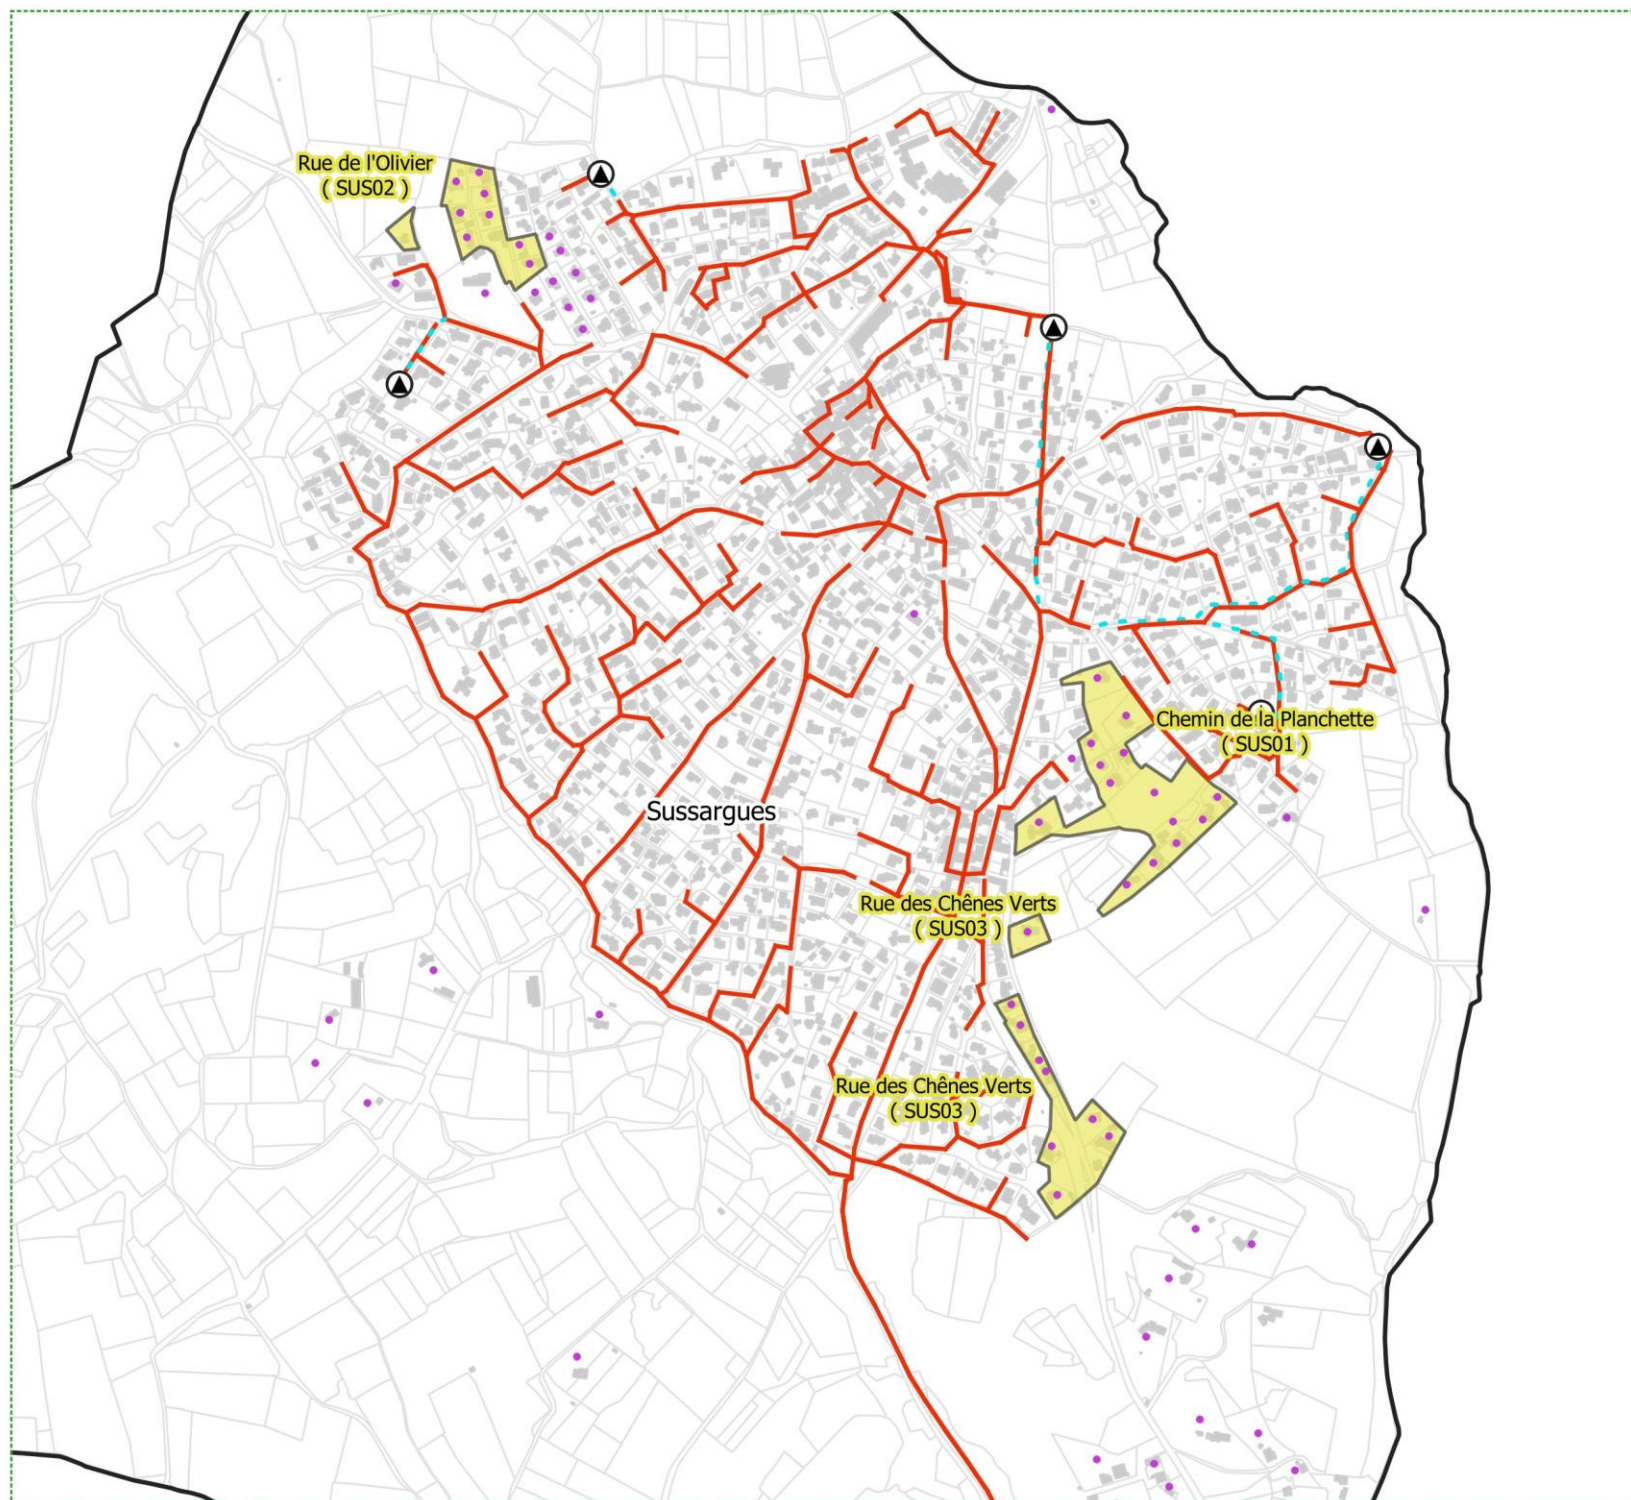 Rue de l'Olivier
( SUS02 )
Chemin de la Planchette
( SUS01 )
Sussargues
Rue des Chênes Verts
( SUS03 )
Rue des Chênes Verts
( SUS03 )